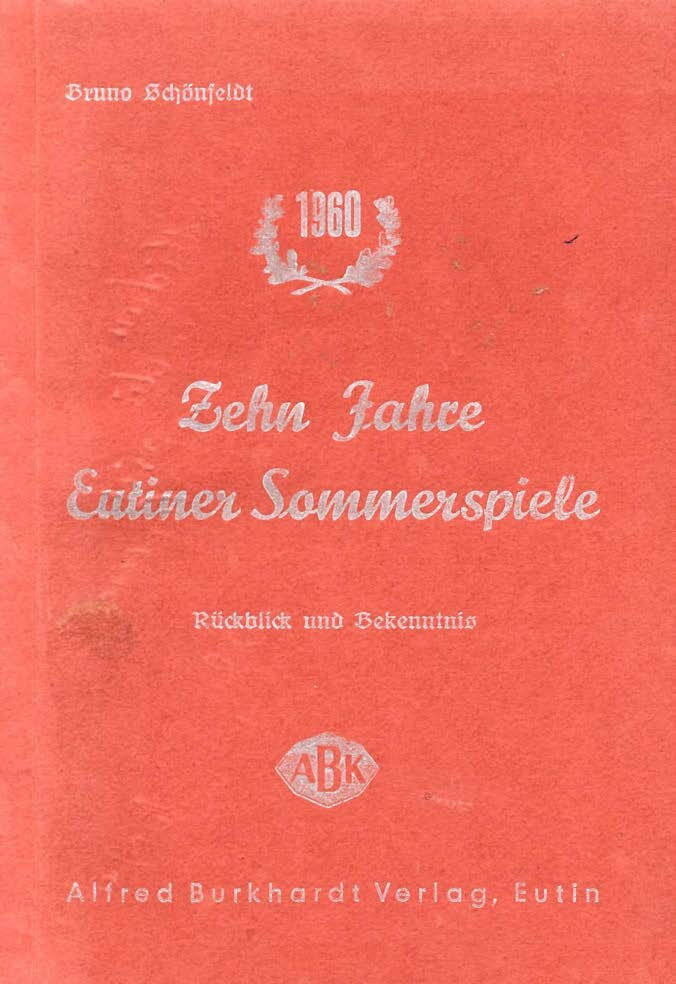 Bruno Schönfeldt
1960
Zehn Jahre
Eutiner Sommerspiele
Rückblick und Bekenntnis
ABK
Alfred Burkhardt Verlag, Eutin